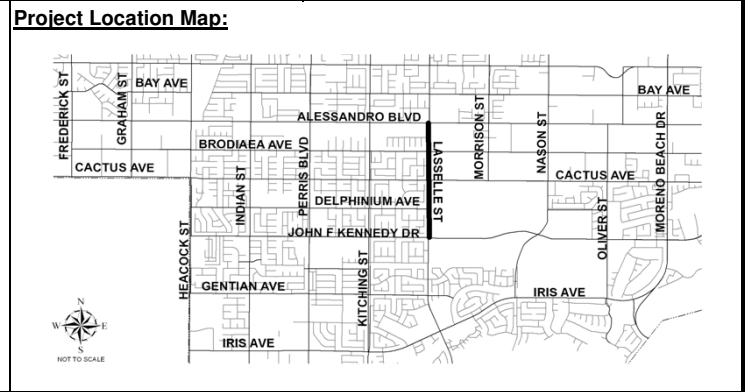 Project Location Map:
FREDERICK ST
GRAHAM ST
BAY AVE
BAY AVE
ALESSANDRO BLVD
BRODIAEA AVE
PERRIS BLVD
LASSELLE ST
MORRISON ST
NASON ST
MORENO BEACH DR
CACTUS AVE
CACTUS AVE
INDIAN ST
DELPHINIUM AVE
OLIVER ST
HEACOCK ST
JOHN F KENNEDY DR
KITCHING ST
GENTIAN AVE
IRIS AVE
IRIS AVE
N
W
E
S
NOT TO SCALE